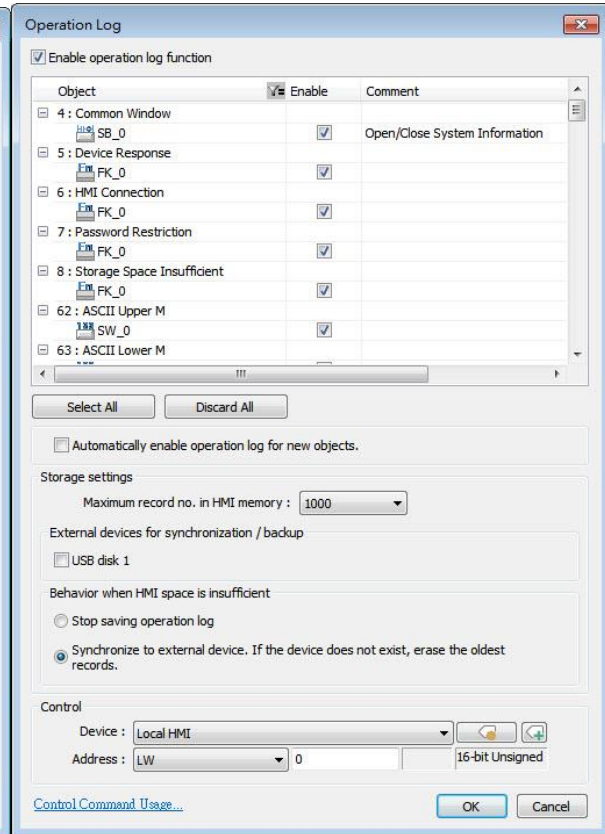 Operation Log
Enable operation log function
Object Enable Comment
4 : Common Window
SB_0 Open/Close System Information
5 : Device Response
FK_0
6 : HMI Connection
FK_0
7 : Password Restriction
FK_0
8 : Storage Space Insufficient
FK_0
62 : ASCII Upper M
SW_0
63 : ASCII Lower M
Select All Discard All
Automatically enable operation log for new objects.
Storage settings
Maximum record no. in HMI memory : 1000
External devices for synchronization / backup
USB disk 1
Behavior when HMI space is insufficient
Stop saving operation log
Synchronize to external device. If the device does not exist, erase the oldest
records.
Control
Device : Local HMI
Address : LW 0 16-bit Unsigned
Control Command Usage... OK Cancel